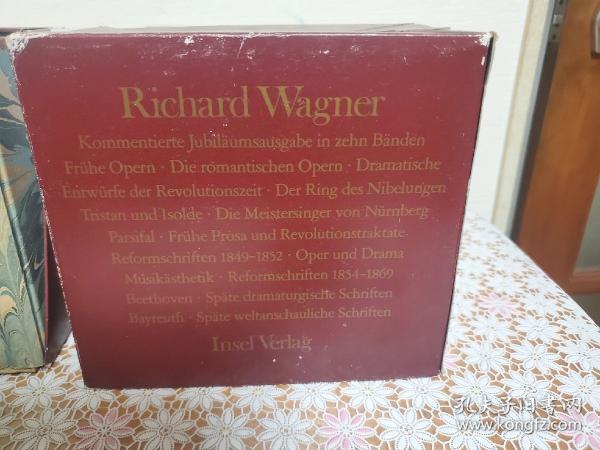 Richard Wagner
Kommentierte Jubiläumsausgabe in zehn Bänden
Frühe Opern · Die romantischen Opern · Dramatische
Entwürfe der Revolutionszeit · Der Ring des Nibelungen
Tristan und Isolde · Die Meistersinger von Nürnberg
Parsifal · Frühe Prosa und Revolutionstraktate
Reformschriften 1849–1852 · Oper und Drama
Musikästhetik · Reformschriften 1854–1869
Beethoven · Späte dramaturgische Schriften
Bayreuth · Späte weltanschauliche Schriften
Insel Verlag
孔夫子旧书网
www.kongfz.com